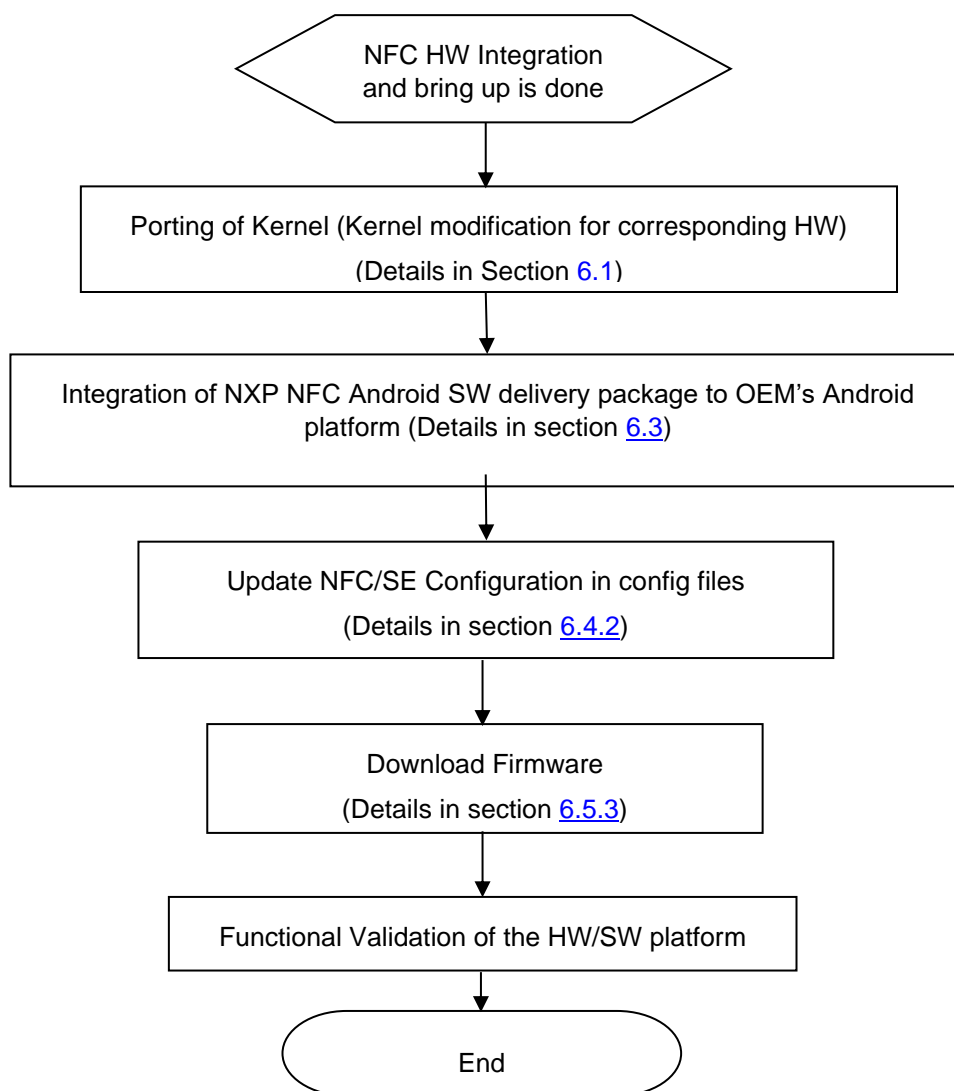 NFC HW Integration
and bring up is done
Porting of Kernel (Kernel modification for corresponding HW)
(Details in Section 6.1)
Integration of NXP NFC Android SW delivery package to OEM’s Android
platform (Details in section 6.3)
Update NFC/SE Configuration in config files
(Details in section 6.4.2)
Download Firmware
(Details in section 6.5.3)
Functional Validation of the HW/SW platform
End